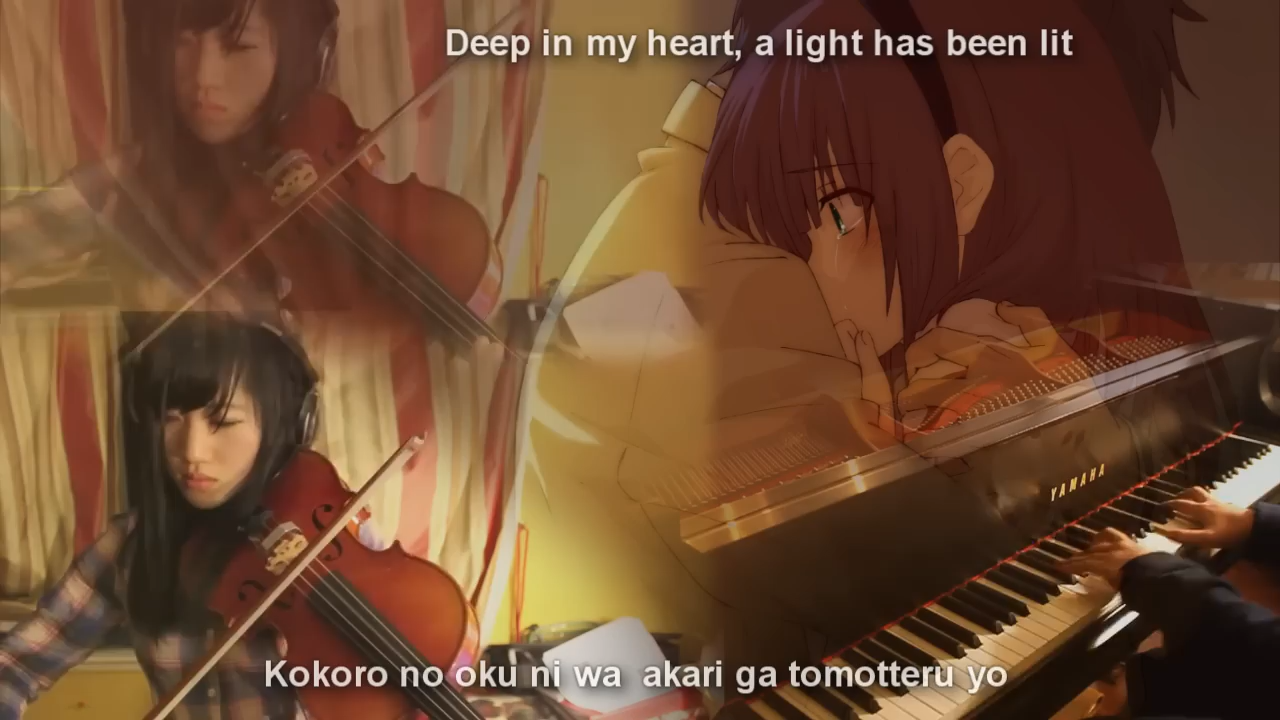 Deep in my heart, a light has been lit
YAMAHA
Kokoro no oku ni wa  akari ga tomotteru yo